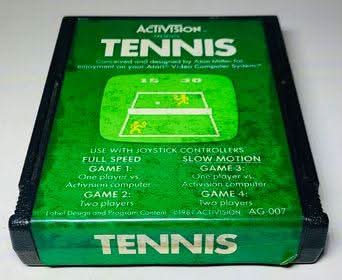 ACTIVISION
PRESENTS
TENNIS
Conceived and designed by Alan Miller for
enjoyment on your Atari® Video Computer System™
15 30
USE WITH JOYSTICK CONTROLLERS
FULL SPEED SLOW MOTION
GAME 1: GAME 3:
One player vs. One player vs.
Activision computer Activision computer
GAME 2: GAME 4:
Two players Two players
Label Design and Program Content ©1981 ACTIVISION AG-007
TENNIS